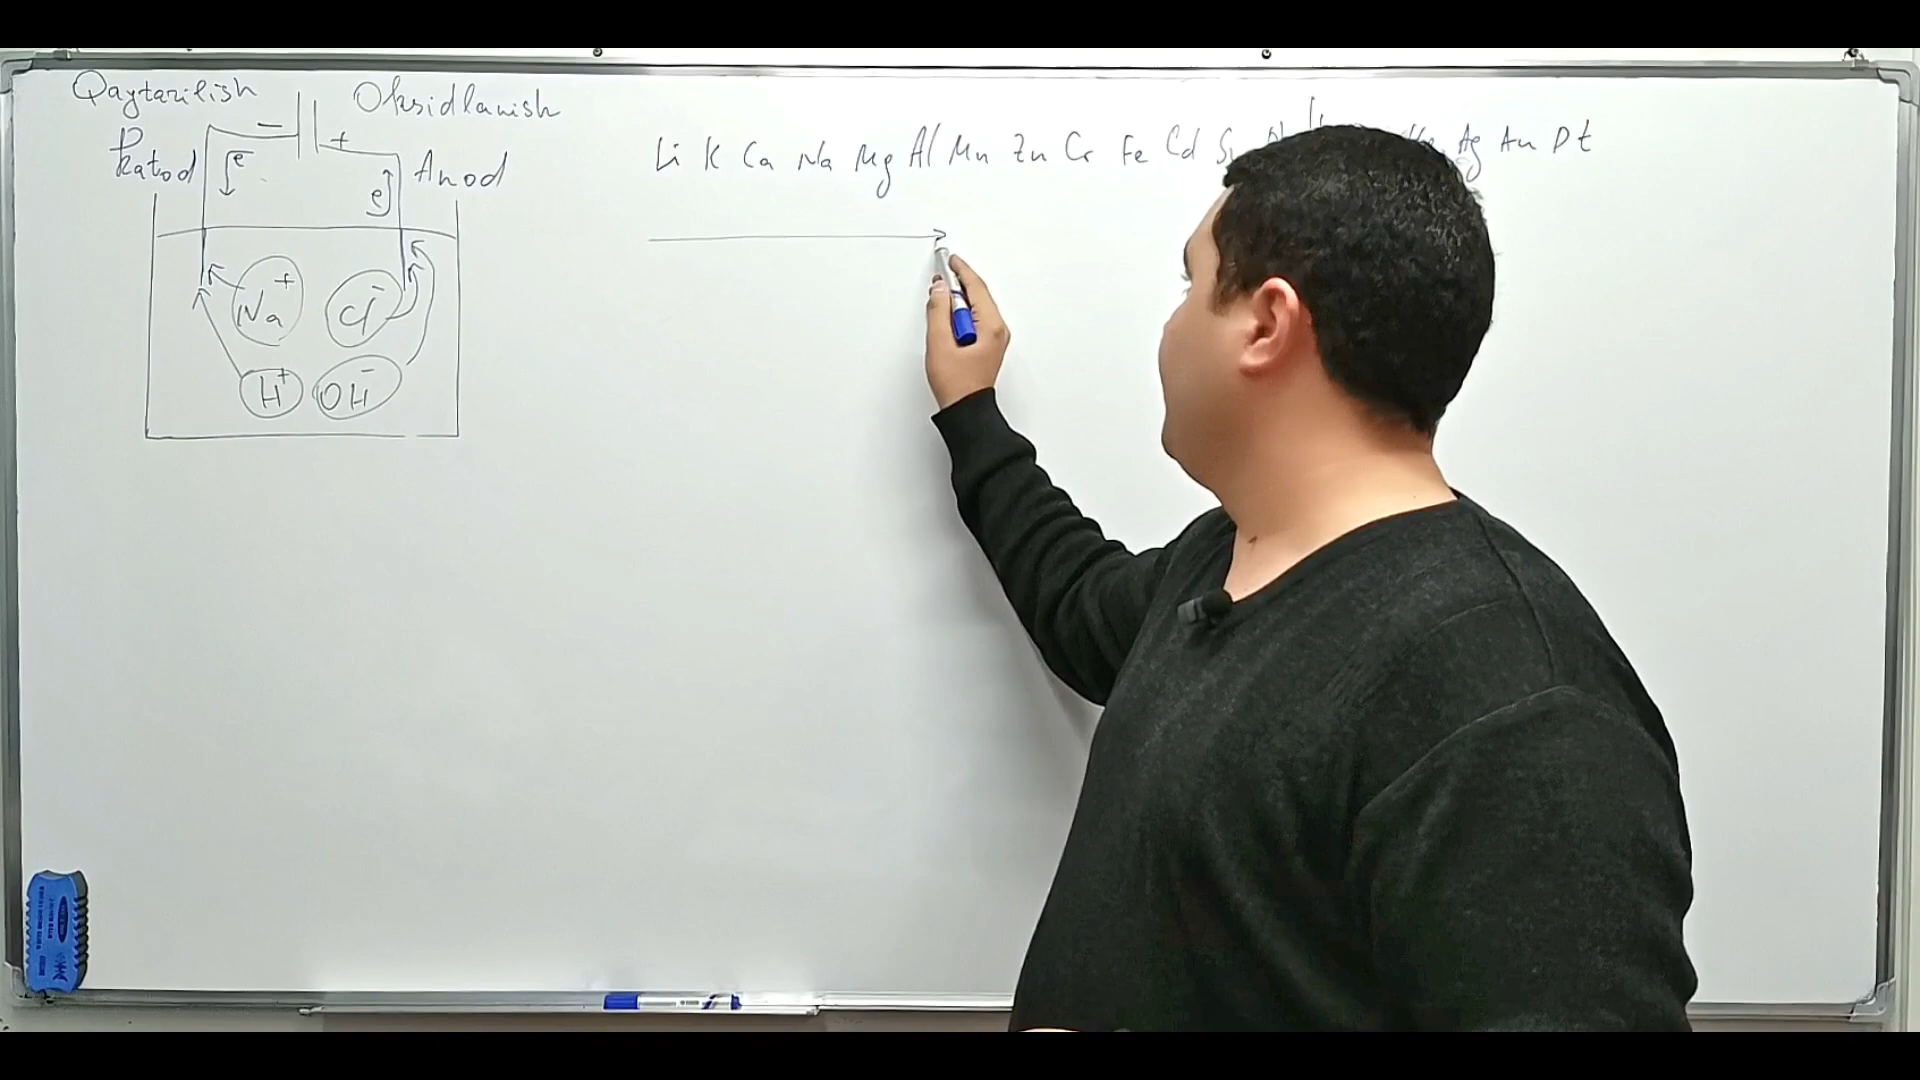 Qaytarilish
Oksidlanish
− +
Katod
e
e
Anod
Li K Ca Na Mg Al Mn Zn Cr Fe Cd Ag Au Pt
Na+ Cl−
H+ OH−